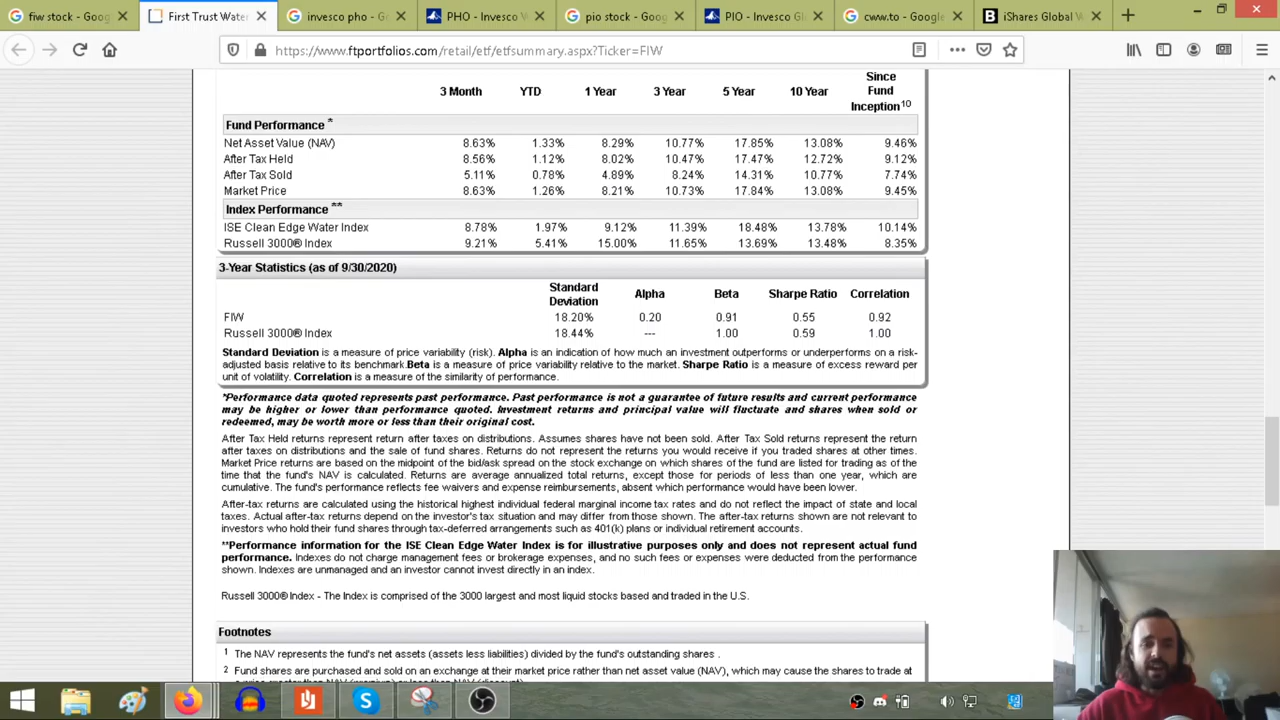 fiw stock - Goog
First Trust Water
invesco pho - G
PHO - Invesco W
pio stock - Goog
PIO - Invesco Gl
cww.to - Google
iShares Global W
https://www.ftportfolios.com/retail/etf/etfsummary.aspx?Ticker=FIW
3 Month YTD 1 Year 3 Year 5 Year 10 Year Since Fund Inception10
Fund Performance *
Net Asset Value (NAV) 8.63% 1.33% 8.29% 10.77% 17.85% 13.08% 9.46%
After Tax Held 8.56% 1.12% 8.02% 10.47% 17.47% 12.72% 9.12%
After Tax Sold 5.11% 0.78% 4.89% 8.24% 14.31% 10.77% 7.74%
Market Price 8.63% 1.26% 8.21% 10.73% 17.84% 13.08% 9.45%
Index Performance **
ISE Clean Edge Water Index 8.78% 1.97% 9.12% 11.39% 18.48% 13.78% 10.14%
Russell 3000® Index 9.21% 5.41% 15.00% 11.65% 13.69% 13.48% 8.35%
3-Year Statistics (as of 9/30/2020)
Standard Deviation Alpha Beta Sharpe Ratio Correlation
FIW 18.20% 0.20 0.91 0.55 0.92
Russell 3000® Index 18.44% --- 1.00 0.59 1.00
Standard Deviation is a measure of price variability (risk). Alpha is an indication of how much an investment outperforms or underperforms on a risk-
adjusted basis relative to its benchmark.Beta is a measure of price variability relative to the market. Sharpe Ratio is a measure of excess reward per
unit of volatility. Correlation is a measure of the similarity of performance.
*Performance data quoted represents past performance. Past performance is not a guarantee of future results and current performance
may be higher or lower than performance quoted. Investment returns and principal value will fluctuate and shares when sold or
redeemed, may be worth more or less than their original cost.
After Tax Held returns represent return after taxes on distributions. Assumes shares have not been sold. After Tax Sold returns represent the return
after taxes on distributions and the sale of fund shares. Returns do not represent the returns you would receive if you traded shares at other times.
Market Price returns are based on the midpoint of the bid/ask spread on the stock exchange on which shares of the fund are listed for trading as of the
time that the fund's NAV is calculated. Returns are average annualized total returns, except those for periods of less than one year, which are
cumulative. The fund's performance reflects fee waivers and expense reimbursements, absent which performance would have been lower.
After-tax returns are calculated using the historical highest individual federal marginal income tax rates and do not reflect the impact of state and local
taxes. Actual after-tax returns depend on the investor's tax situation and may differ from those shown. The after-tax returns shown are not relevant to
investors who hold their fund shares through tax-deferred arrangements such as 401(k) plans or individual retirement accounts.
**Performance information for the ISE Clean Edge Water Index is for illustrative purposes only and does not represent actual fund
performance. Indexes do not charge management fees or brokerage expenses, and no such fees or expenses were deducted from the performance
shown. Indexes are unmanaged and an investor cannot invest directly in an index.
Russell 3000® Index - The Index is comprised of the 3000 largest and most liquid stocks based and traded in the U.S.
Footnotes
1 The NAV represents the fund's net assets (assets less liabilities) divided by the fund's outstanding shares .
2 Fund shares are purchased and sold on an exchange at their market price rather than net asset value (NAV), which may cause the shares to trade at